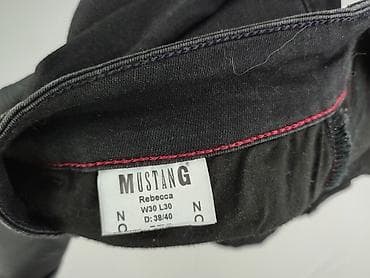 MUSTANG
Rebecca
W30 L30
D: 38/40
N N
O O